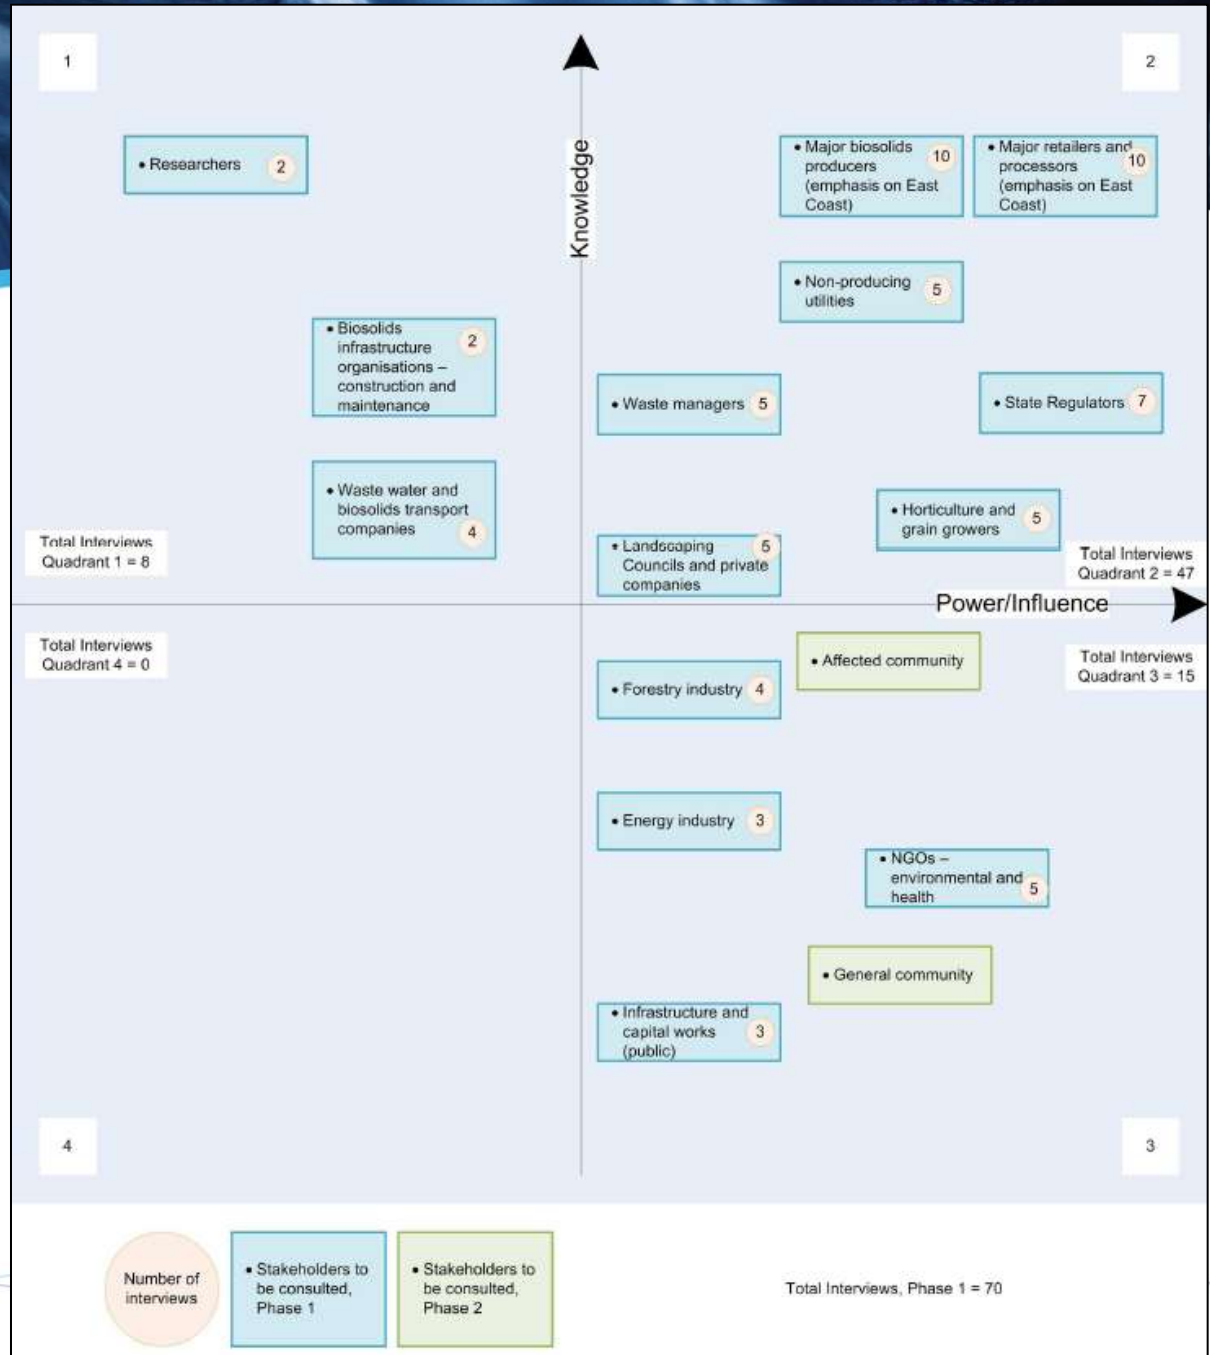 1
2
Knowledge
• Researchers
2
• Major biosolids
producers
(emphasis on East
Coast)
10
• Major retailers and
processors
(emphasis on East
Coast)
10
• Non-producing
utilities
5
• Biosolids
infrastructure
organisations –
construction and
maintenance
2
• Waste managers
5
• State Regulators
7
• Waste water and
biosolids transport
companies
4
• Horticulture and
grain growers
5
• Landscaping
Councils and private
companies
5
Total Interviews
Quadrant 1 = 8
Total Interviews
Quadrant 2 = 47
Power/Influence
Total Interviews
Quadrant 4 = 0
Total Interviews
Quadrant 3 = 15
• Affected community
• Forestry industry
4
• Energy industry
3
• NGOs –
environmental and
health
5
• General community
• Infrastructure and
capital works
(public)
3
4
3
Number of
interviews
• Stakeholders to
be consulted,
Phase 1
• Stakeholders to
be consulted,
Phase 2
Total Interviews, Phase 1 = 70